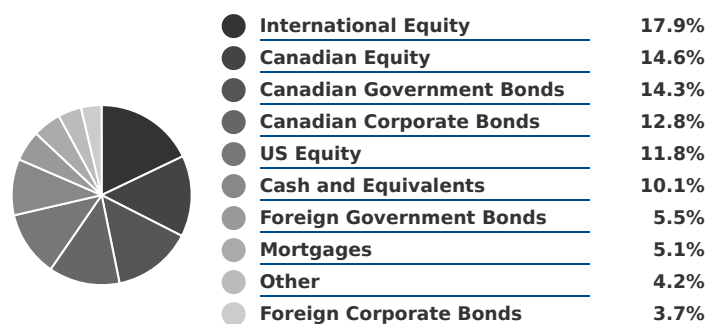 International Equity 17.9%
Canadian Equity 14.6%
Canadian Government Bonds 14.3%
Canadian Corporate Bonds 12.8%
US Equity 11.8%
Cash and Equivalents 10.1%
Foreign Government Bonds 5.5%
Mortgages 5.1%
Other 4.2%
Foreign Corporate Bonds 3.7%